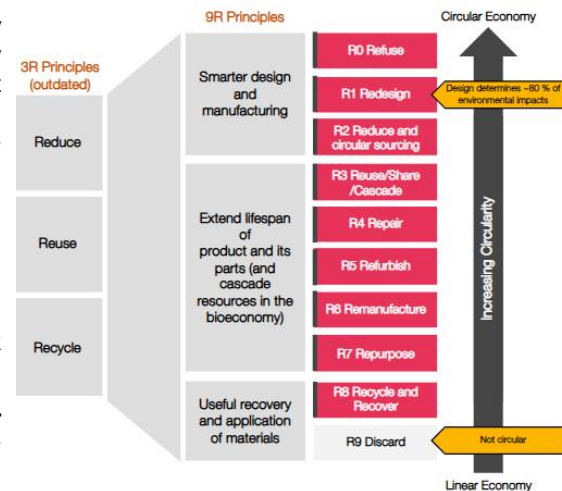 9R Principles
Circular Economy
3R Principles
(outdated)
Reduce
Reuse
Recycle
Smarter design
and
manufacturing
Extend lifespan
of
product and its
parts (and
cascade
resources in the
bioeconomy)
Useful recovery
and application
of materials
R0 Refuse
R1 Redesign
R2 Reduce and
circular sourcing
R3 Reuse/Share
/Cascade
R4 Repair
R5 Refurbish
R6 Remanufacture
R7 Repurpose
R8 Recycle and
Recover
R9 Discard
Increasing Circularity
Design determines ~80 % of
environmental impacts
Not circular
Linear Economy